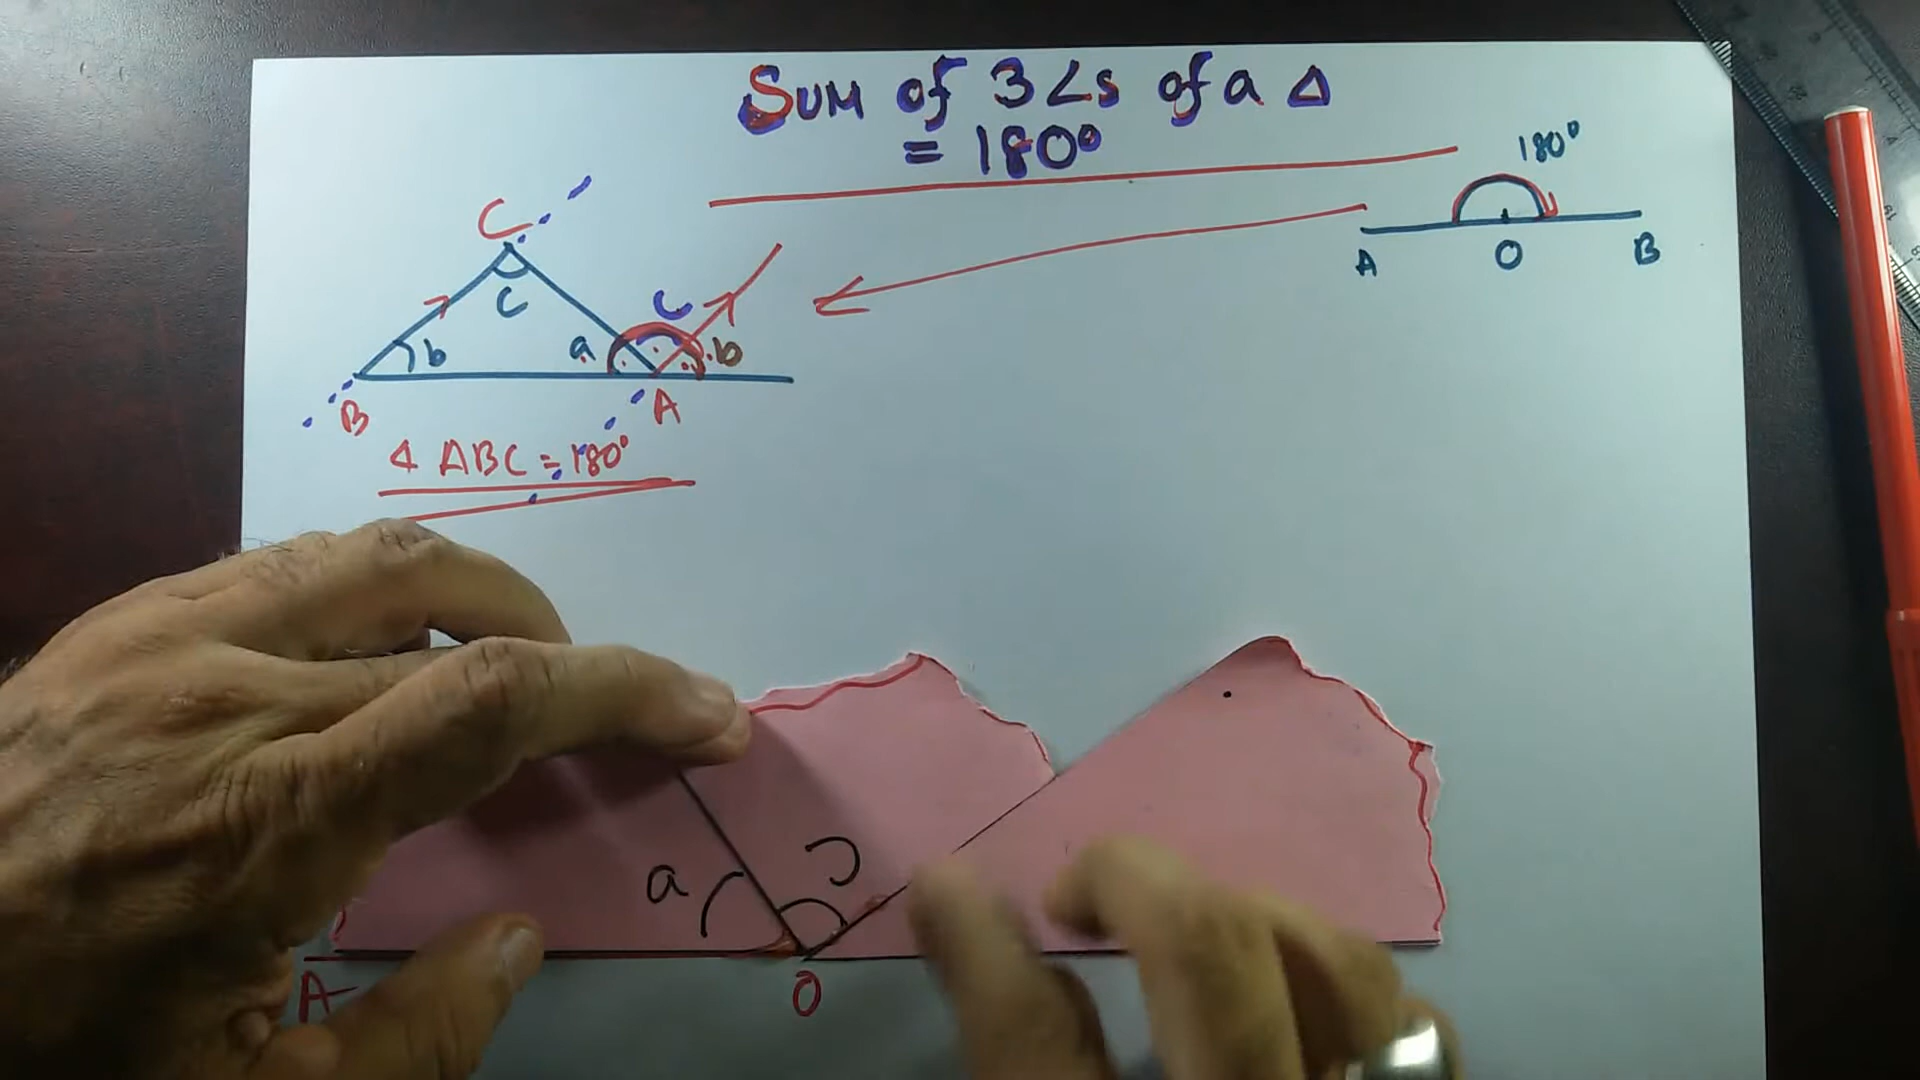 Sum of 3∠s of a Δ
= 180°
180°
A O B
C
C
b a C b
B A
Δ ABC = 180°
a C
A O